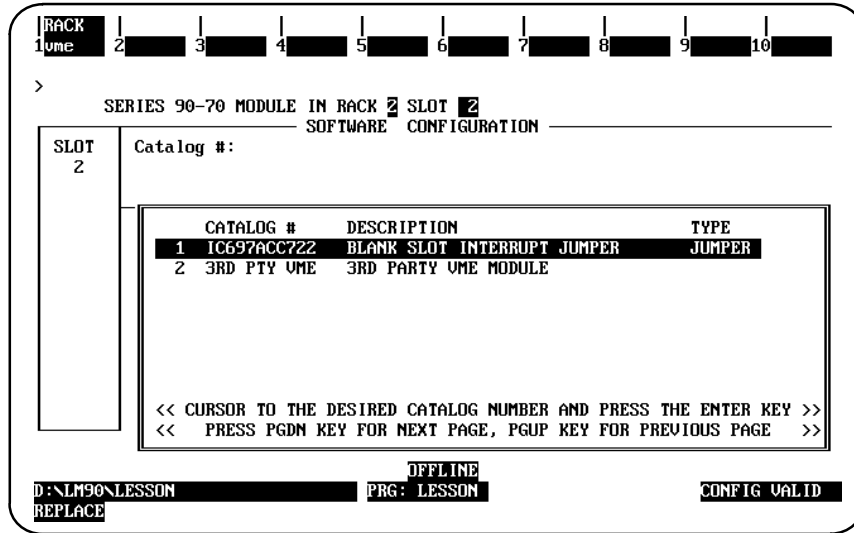 RACK
1vme 2 3 4 5 6 7 8 9 10
>
SERIES 90-70 MODULE IN RACK 2 SLOT 2
SOFTWARE CONFIGURATION
SLOT Catalog #:
2
CATALOG # DESCRIPTION TYPE
1 IC697ACC722 BLANK SLOT INTERRUPT JUMPER JUMPER
2 3RD PTY VME 3RD PARTY VME MODULE
<< CURSOR TO THE DESIRED CATALOG NUMBER AND PRESS THE ENTER KEY >>
<< PRESS PGDN KEY FOR NEXT PAGE, PGUP KEY FOR PREVIOUS PAGE >>
OFFLINE
D:\LM90\LESSON PRG: LESSON CONFIG VALID
REPLACE